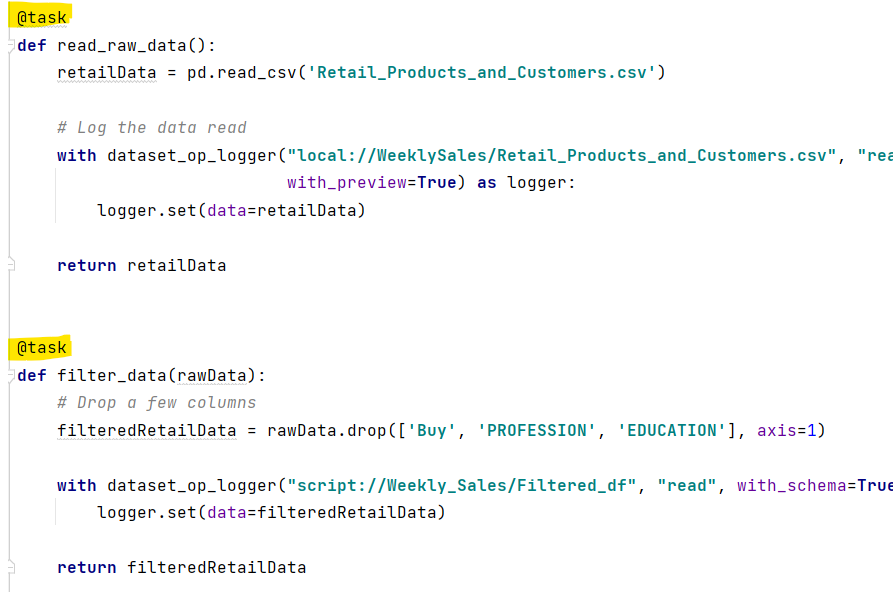 @task
def read_raw_data():
    retailData = pd.read_csv('Retail_Products_and_Customers.csv')
    # Log the data read
    with dataset_op_logger("local://WeeklySales/Retail_Products_and_Customers.csv", "rea
                           with_preview=True) as logger:
        logger.set(data=retailData)
    return retailData
@task
def filter_data(rawData):
    # Drop a few columns
    filteredRetailData = rawData.drop(['Buy', 'PROFESSION', 'EDUCATION'], axis=1)
    with dataset_op_logger("script://Weekly_Sales/Filtered_df", "read", with_schema=True
        logger.set(data=filteredRetailData)
    return filteredRetailData